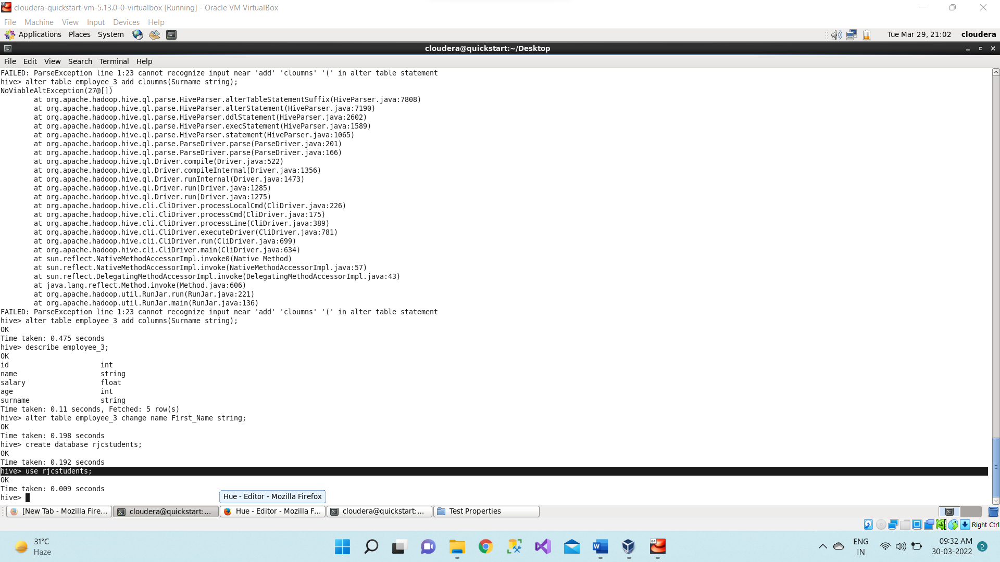 cloudera-quickstart-vm-5.13.0-0-virtualbox [Running] - Oracle VM VirtualBox
File Machine View Input Devices Help
Applications Places System Tue Mar 29, 21:02 cloudera
cloudera@quickstart:~/Desktop
File Edit View Search Terminal Help
FAILED: ParseException line 1:23 cannot recognize input near 'add' 'cloumns' '(' in alter table statement
hive> alter table employee_3 add cloumns(Surname string);
NoViableAltException(27@[])
at org.apache.hadoop.hive.ql.parse.HiveParser.alterTableStatementSuffix(HiveParser.java:7808)
at org.apache.hadoop.hive.ql.parse.HiveParser.alterStatement(HiveParser.java:7190)
at org.apache.hadoop.hive.ql.parse.HiveParser.ddlStatement(HiveParser.java:2602)
at org.apache.hadoop.hive.ql.parse.HiveParser.execStatement(HiveParser.java:1589)
at org.apache.hadoop.hive.ql.parse.HiveParser.statement(HiveParser.java:1065)
at org.apache.hadoop.hive.ql.parse.ParseDriver.parse(ParseDriver.java:201)
at org.apache.hadoop.hive.ql.parse.ParseDriver.parse(ParseDriver.java:166)
at org.apache.hadoop.hive.ql.Driver.compile(Driver.java:522)
at org.apache.hadoop.hive.ql.Driver.compileInternal(Driver.java:1356)
at org.apache.hadoop.hive.ql.Driver.runInternal(Driver.java:1473)
at org.apache.hadoop.hive.ql.Driver.run(Driver.java:1285)
at org.apache.hadoop.hive.ql.Driver.run(Driver.java:1275)
at org.apache.hadoop.hive.cli.CliDriver.processLocalCmd(CliDriver.java:226)
at org.apache.hadoop.hive.cli.CliDriver.processCmd(CliDriver.java:175)
at org.apache.hadoop.hive.cli.CliDriver.processLine(CliDriver.java:389)
at org.apache.hadoop.hive.cli.CliDriver.executeDriver(CliDriver.java:781)
at org.apache.hadoop.hive.cli.CliDriver.run(CliDriver.java:699)
at org.apache.hadoop.hive.cli.CliDriver.main(CliDriver.java:634)
at sun.reflect.NativeMethodAccessorImpl.invoke0(Native Method)
at sun.reflect.NativeMethodAccessorImpl.invoke(NativeMethodAccessorImpl.java:57)
at sun.reflect.DelegatingMethodAccessorImpl.invoke(DelegatingMethodAccessorImpl.java:43)
at java.lang.reflect.Method.invoke(Method.java:606)
at org.apache.hadoop.util.RunJar.run(RunJar.java:221)
at org.apache.hadoop.util.RunJar.main(RunJar.java:136)
FAILED: ParseException line 1:23 cannot recognize input near 'add' 'cloumns' '(' in alter table statement
hive> alter table employee_3 add columns(Surname string);
OK
Time taken: 0.475 seconds
hive> describe employee_3;
OK
id int
name string
salary float
age int
surname string
Time taken: 0.11 seconds, Fetched: 5 row(s)
hive> alter table employee_3 change name First_Name string;
OK
Time taken: 0.198 seconds
hive> create database rjcstudents;
OK
Time taken: 0.192 seconds
hive> use rjcstudents;
OK
Time taken: 0.009 seconds
hive>
Hue - Editor - Mozilla Firefox
[New Tab - Mozilla Fire... cloudera@quickstart:... Hue - Editor - Mozilla F... cloudera@quickstart:... Test Properties
Right Ctrl
31°C
Haze
ENG
IN
09:32 AM
30-03-2022
2
64